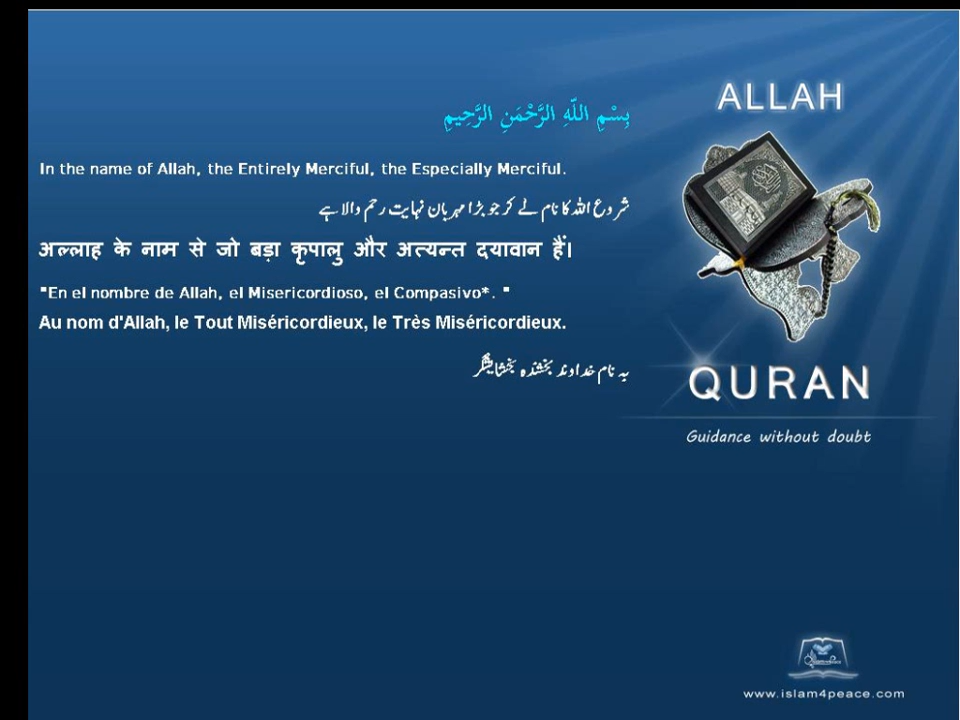 بِسْمِ اللّهِ الرَّحْمَنِ الرَّحِيمِ
In the name of Allah, the Entirely Merciful, the Especially Merciful.
شروع الله کا نام لے کر جو بڑا مہربان نہایت رحم والا ہے
अल्लाह के नाम से जो बड़ा कृपालु और अत्यन्त दयावान हैं।
"En el nombre de Allah, el Misericordioso, el Compasivo*. "
Au nom d'Allah, le Tout Miséricordieux, le Très Miséricordieux.
به نام خداوند بخشنده بخشایشگر
ALLAH
QURAN
Guidance without doubt
www.islam4peace.com